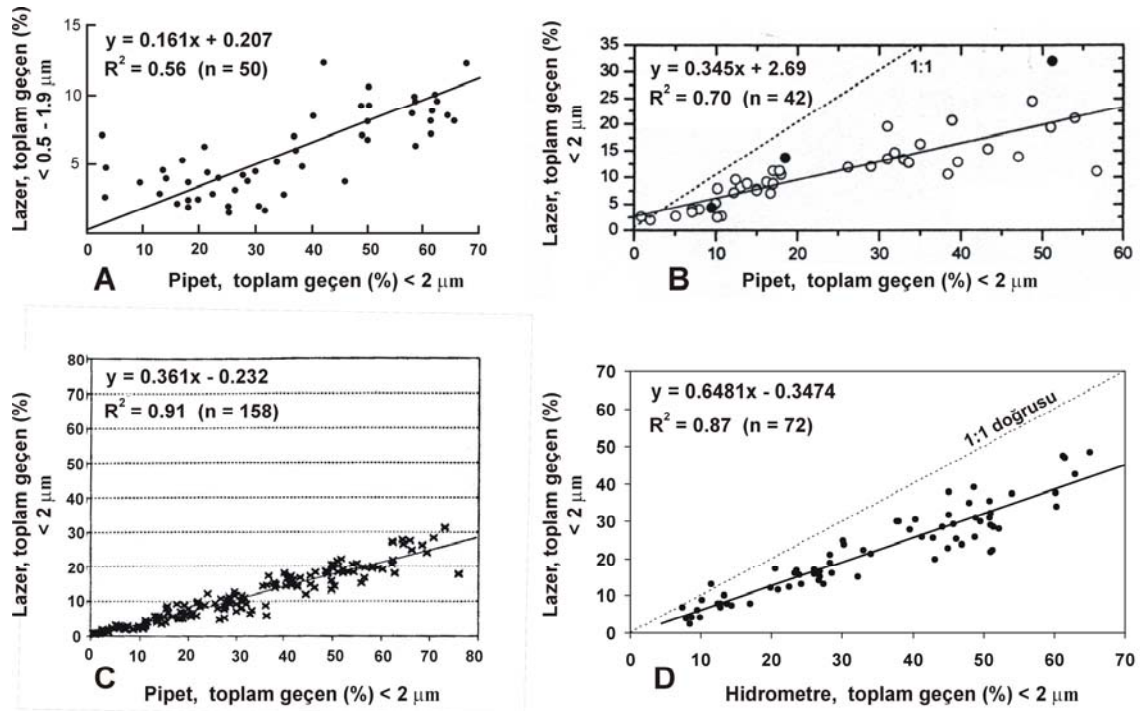 Lazer, toplam geçen (%)
< 0.5 - 1.9 μm
15
10
5
y = 0.161x + 0.207
R² = 0.56 (n = 50)
0 10 20 30 40 50 60 70
A
Pipet, toplam geçen (%) < 2 μm
Lazer, toplam geçen (%)
< 2 μm
35
30
25
20
15
10
5
0
y = 0.345x + 2.69
R² = 0.70 (n = 42)
1:1
0 10 20 30 40 50 60
B
Pipet, toplam geçen (%) < 2 μm
Lazer, toplam geçen (%)
< 2 μm
80
70
60
50
40
30
20
10
0
y = 0.361x - 0.232
R² = 0.91 (n = 158)
0 10 20 30 40 50 60 70 80
C
Pipet, toplam geçen (%) < 2 μm
Lazer, toplam geçen (%)
< 2 μm
70
60
50
40
30
20
10
0
y = 0.6481x - 0.3474
R² = 0.87 (n = 72)
1:1 doğrusu
0 10 20 30 40 50 60 70
D
Hidrometre, toplam geçen (%) < 2 μm